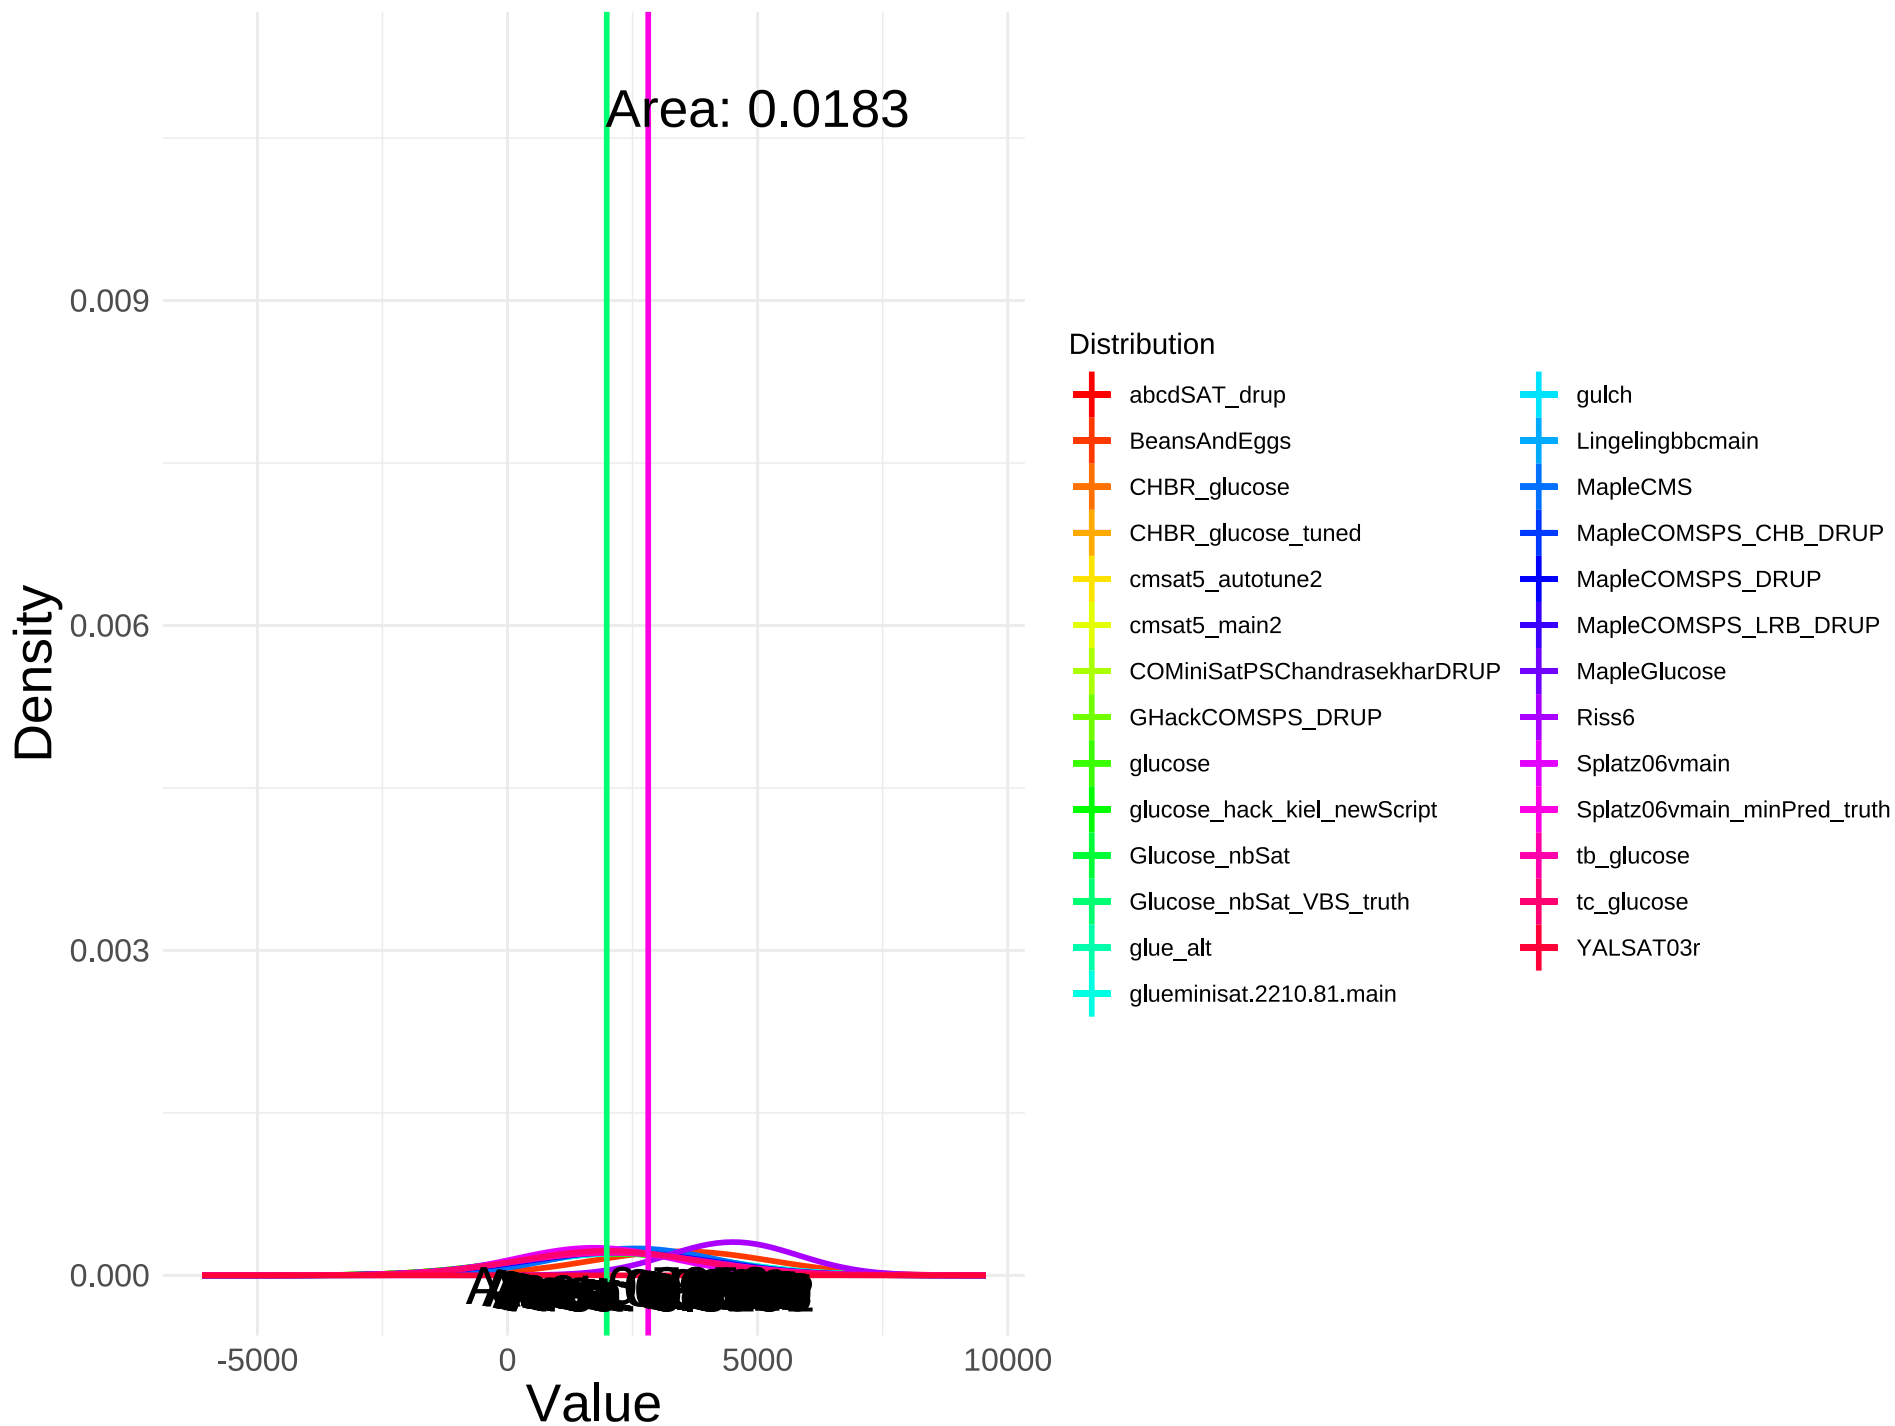 Area: 0.0183
0.009
0.006
0.003
0.000
Density
-5000
0
5000
10000
Value
Distribution
abcdSAT_drup
BeansAndEggs
CHBR_glucose
CHBR_glucose_tuned
cmsat5_autotune2
cmsat5_main2
COMiniSatPSChandrasekharDRUP
GHackCOMSPS_DRUP
glucose
glucose_hack_kiel_newScript
Glucose_nbSat
Glucose_nbSat_VBS_truth
glue_alt
glueminisat.2210.81.main
gulch
Lingelingbbcmain
MapleCMS
MapleCOMSPS_CHB_DRUP
MapleCOMSPS_DRUP
MapleCOMSPS_LRB_DRUP
MapleGlucose
Riss6
Splatz06vmain
Splatz06vmain_minPred_truth
tb_glucose
tc_glucose
YALSAT03r